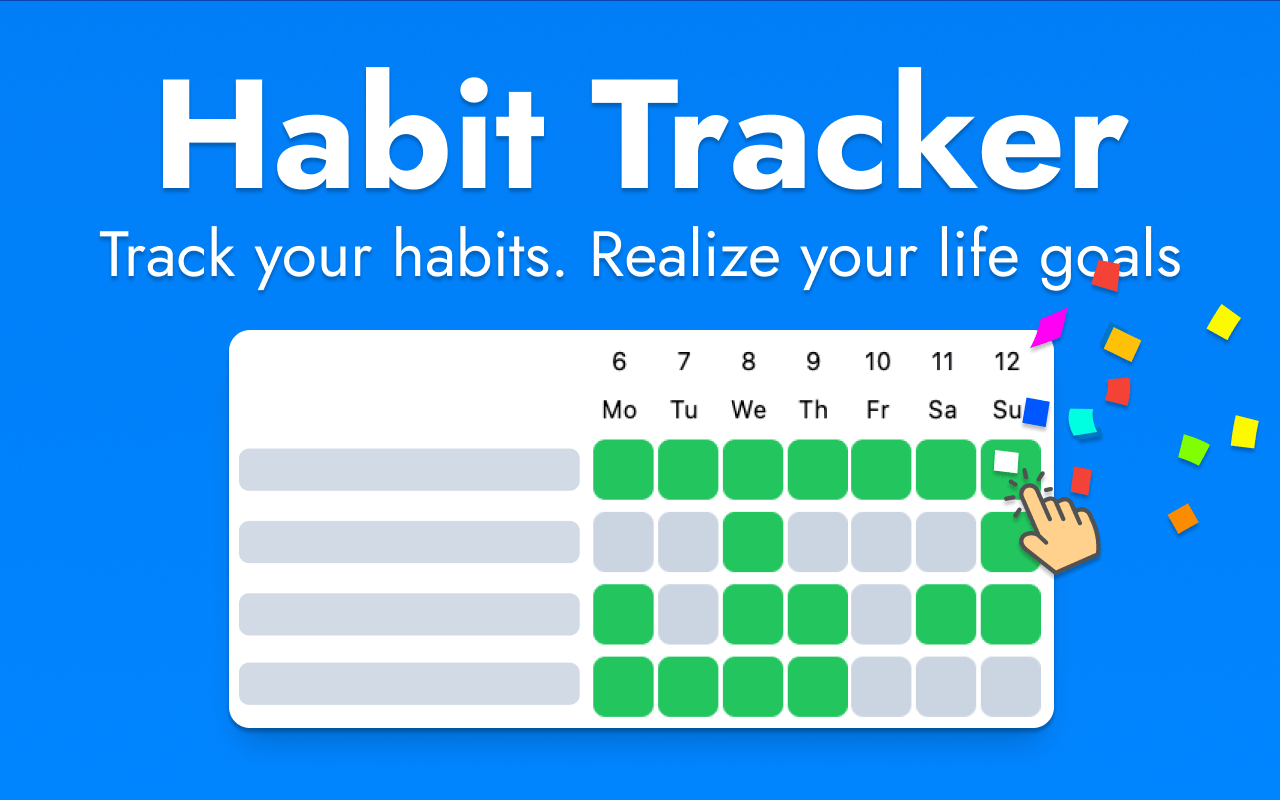 Habit Tracker
Track your habits. Realize your life goals
6 7 8 9 10 11 12
Mo Tu We Th Fr Sa Su